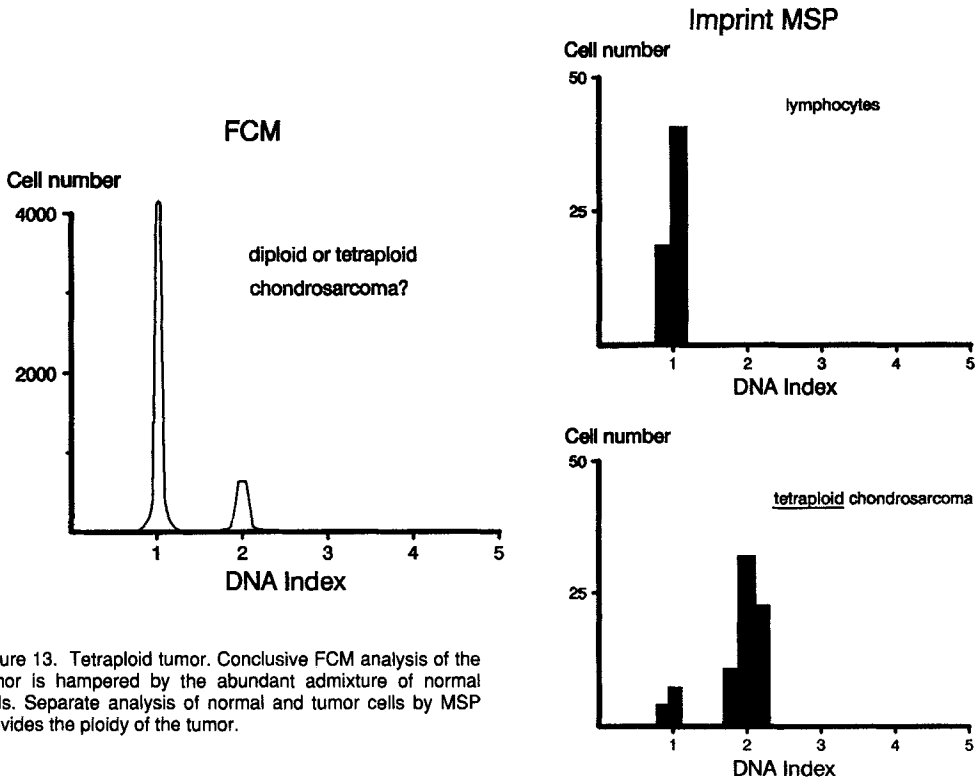 Imprint MSP
FCM
Cell number
4000
2000
diploid or tetraploid
chondrosarcoma?
1 2 3 4 5
DNA Index
Cell number
50
25
lymphocytes
1 2 3 4 5
DNA Index
Cell number
50
25
tetraploid chondrosarcoma
1 2 3 4 5
DNA Index
ure 13. Tetraploid tumor. Conclusive FCM analysis of the
nor is hampered by the abundant admixture of normal
lls. Separate analysis of normal and tumor cells by MSP
vides the ploidy of the tumor.